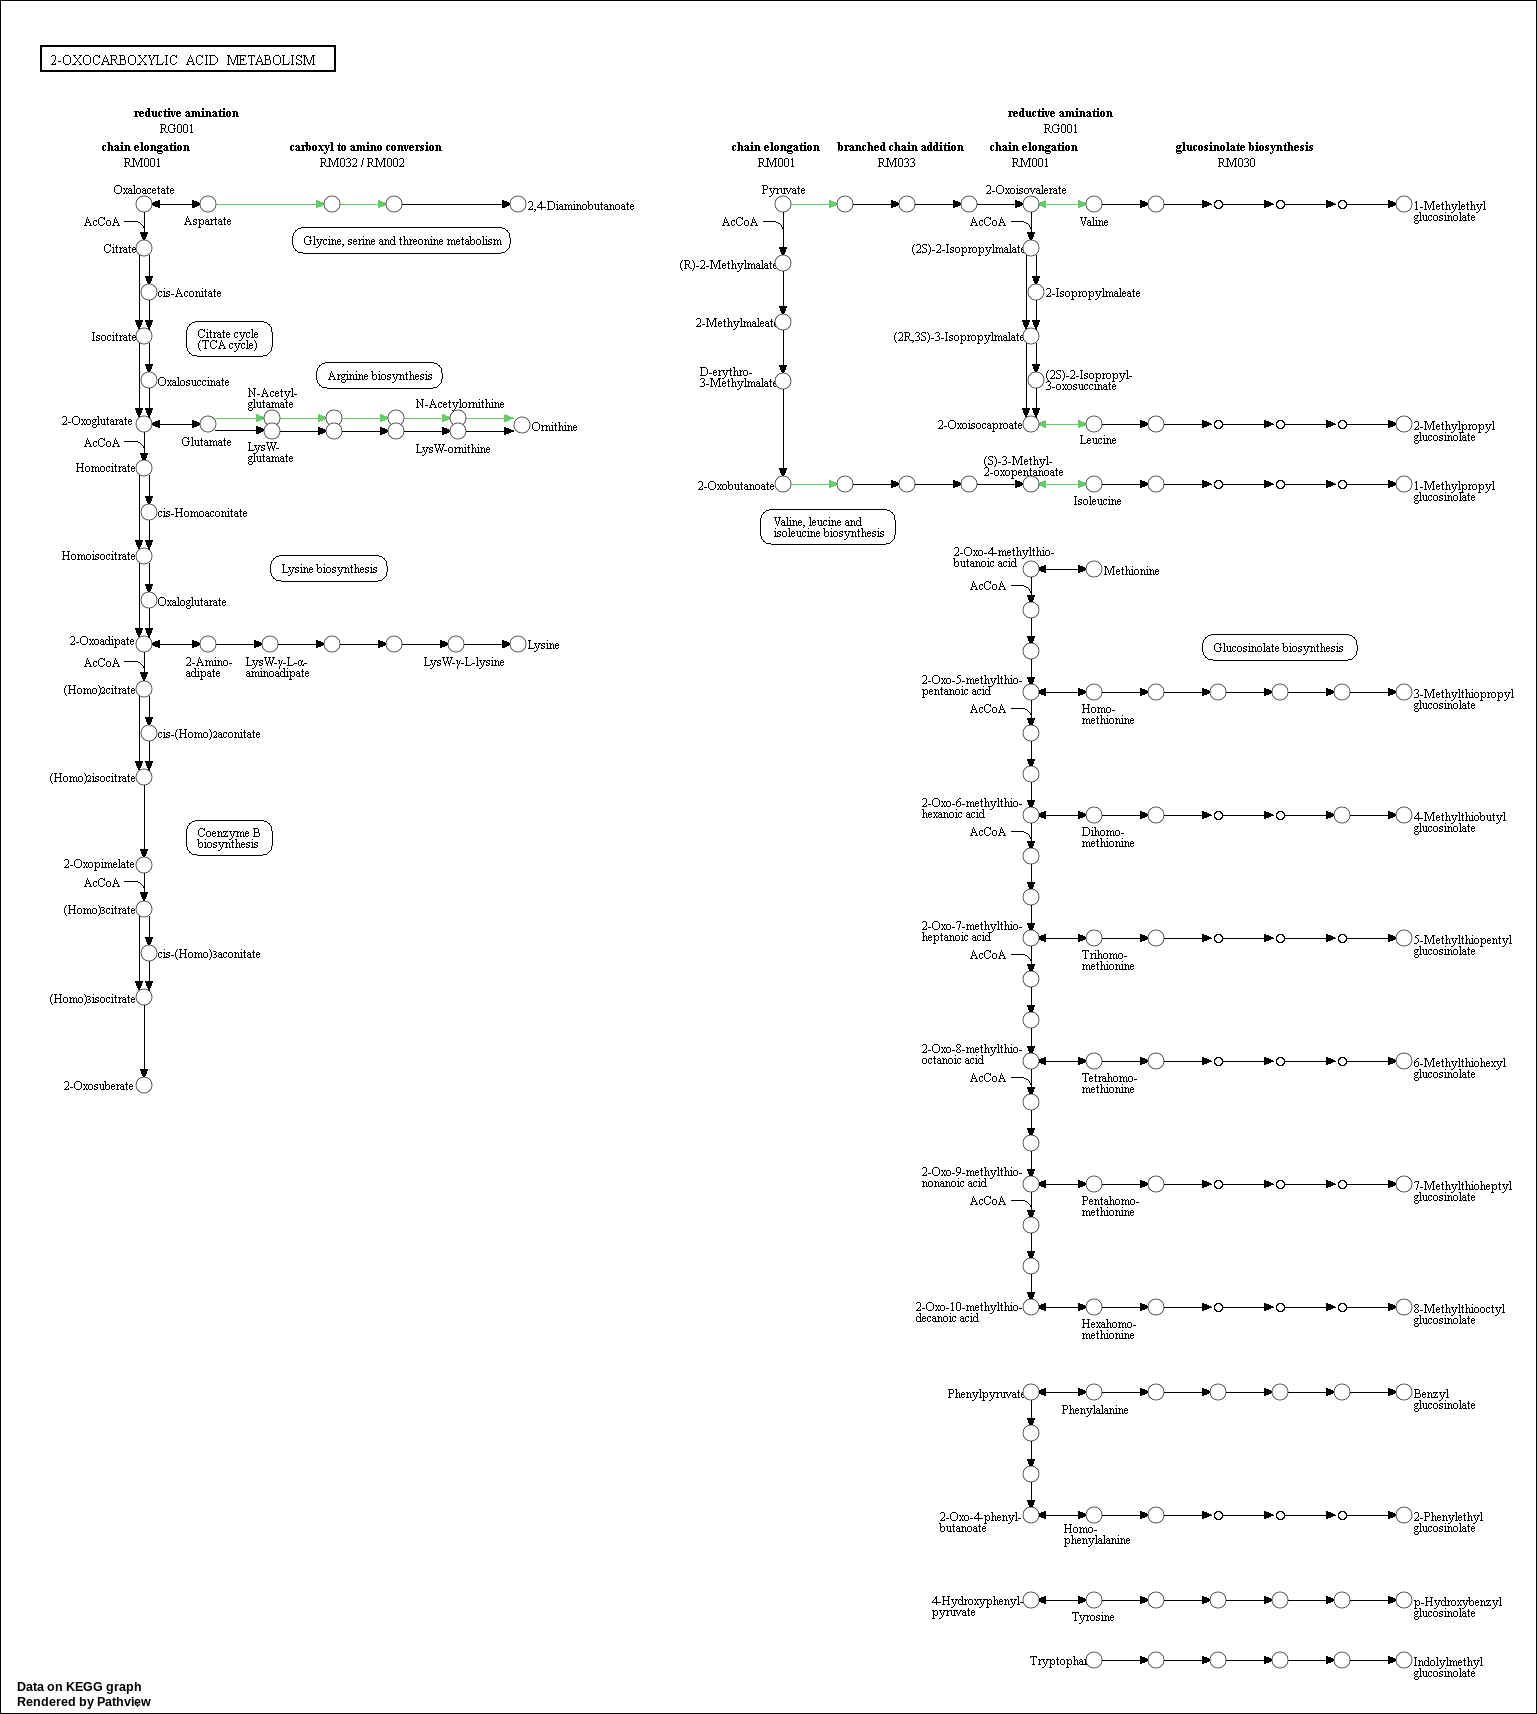 2-OXOCARBOXYLIC ACID METABOLISM
reductive amination
RG001
chain elongation
RM001
carboxyl to amino conversion
RM032 / RM002
Oxaloacetate
Aspartate
2,4-Diaminobutanoate
AcCoA
Glycine, serine and threonine metabolism
Citrate
cis-Aconitate
Isocitrate
Citrate cycle
(TCA cycle)
Oxalosuccinate
Arginine biosynthesis
N-Acetyl-
glutamate
N-Acetylornithine
2-Oxoglutarate
Glutamate
Ornithine
AcCoA
LysW-
glutamate
LysW-ornithine
Homocitrate
cis-Homoaconitate
Homoisocitrate
Lysine biosynthesis
Oxaloglutarate
2-Oxoadipate
Lysine
AcCoA
2-Amino-
adipate
LysW-γ-L-α-
aminoadipate
LysW-γ-L-lysine
(Homo)2citrate
cis-(Homo)2aconitate
(Homo)2isocitrate
Coenzyme B
biosynthesis
2-Oxopimelate
AcCoA
(Homo)3citrate
cis-(Homo)3aconitate
(Homo)3isocitrate
2-Oxosuberate
reductive amination
RG001
chain elongation
RM001
branched chain addition
RM033
chain elongation
RM001
glucosinolate biosynthesis
RM030
Pyruvate
2-Oxoisovalerate
AcCoA
AcCoA
Valine
1-Methylethyl
glucosinolate
(R)-2-Methylmalate
(2S)-2-Isopropylmalate
2-Isopropylmaleate
2-Methylmaleate
(2R,3S)-3-Isopropylmalate
D-erythro-
3-Methylmalate
(2S)-2-Isopropyl-
3-oxosuccinate
2-Oxoisocaproate
Leucine
2-Methylpropyl
glucosinolate
(S)-3-Methyl-
2-oxopentanoate
2-Oxobutanoate
Isoleucine
1-Methylpropyl
glucosinolate
Valine, leucine and
isoleucine biosynthesis
2-Oxo-4-methylthio-
butanoic acid
Methionine
AcCoA
Glucosinolate biosynthesis
2-Oxo-5-methylthio-
pentanoic acid
AcCoA
Homo-
methionine
3-Methylthiopropyl
glucosinolate
2-Oxo-6-methylthio-
hexanoic acid
AcCoA
Dihomo-
methionine
4-Methylthiobutyl
glucosinolate
2-Oxo-7-methylthio-
heptanoic acid
AcCoA
Trihomo-
methionine
5-Methylthiopentyl
glucosinolate
2-Oxo-8-methylthio-
octanoic acid
AcCoA
Tetrahomo-
methionine
6-Methylthiohexyl
glucosinolate
2-Oxo-9-methylthio-
nonanoic acid
AcCoA
Pentahomo-
methionine
7-Methylthioheptyl
glucosinolate
2-Oxo-10-methylthio-
decanoic acid
Hexahomo-
methionine
8-Methylthiooctyl
glucosinolate
Phenylpyruvate
Phenylalanine
Benzyl
glucosinolate
2-Oxo-4-phenyl-
butanoate
Homo-
phenylalanine
2-Phenylethyl
glucosinolate
4-Hydroxyphenyl-
pyruvate
Tyrosine
p-Hydroxybenzyl
glucosinolate
Tryptophan
Indolylmethyl
glucosinolate
Data on KEGG graph
Rendered by Pathview